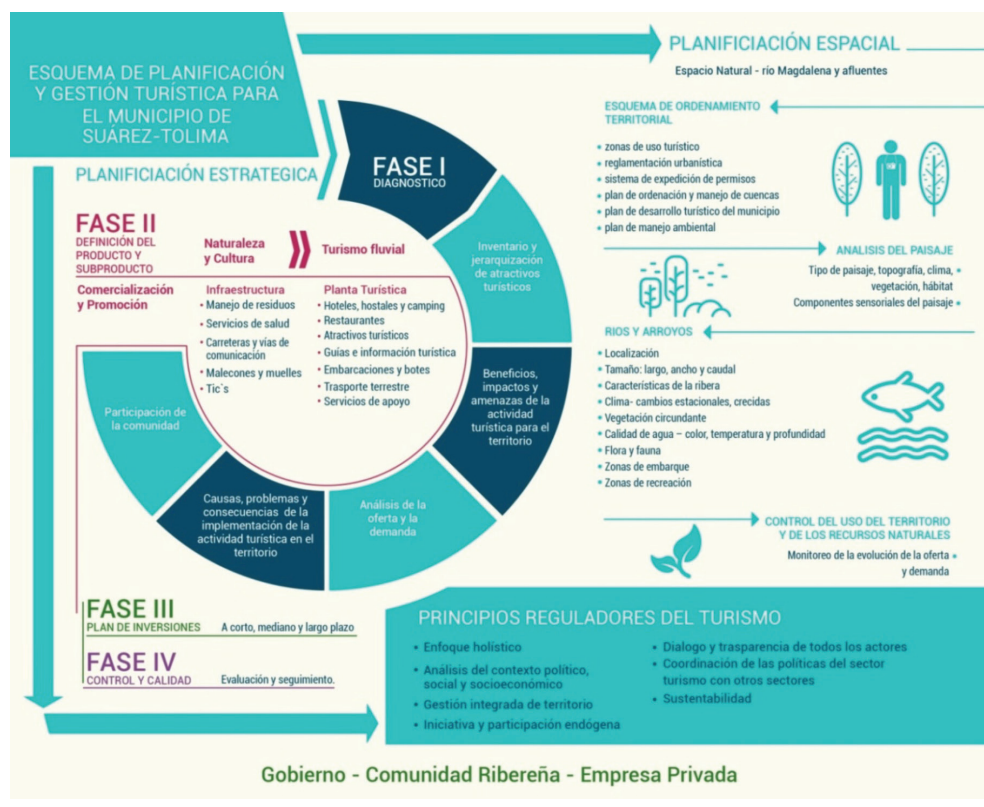 ESQUEMA DE PLANIFICACIÓN
Y GESTIÓN TURÍSTICA PARA
EL MUNICIPIO DE
SUÁREZ-TOLIMA
PLANIFICIACIÓN ESPACIAL
Espacio Natural - río Magdalena y afluentes
PLANIFICIACIÓN ESTRATEGICA
FASE I
DIAGNOSTICO
Inventario y
jerarquización
de atractivos
turísticos
Beneficios,
impactos y
amenazas de la
actividad
turística para el
territorio
Análisis de la
oferta y la
demanda
Causas, problemas y
consecuencias de la
implementación de la
actividad turística en el
territorio
Participación de
la comunidad
FASE II
DEFINICIÓN DEL
PRODUCTO Y
SUBPRODUCTO
Naturaleza
y Cultura
Turismo fluvial
Comercialización
y Promoción
Infraestructura
• Manejo de residuos
• Servicios de salud
• Carreteras y vías de
comunicación
• Malecones y muelles
• Tic`s
Planta Turística
• Hoteles, hostales y camping
• Restaurantes
• Atractivos turísticos
• Guías e información turística
• Embarcaciones y botes
• Trasporte terrestre
• Servicios de apoyo
FASE III
PLAN DE INVERSIONES
A corto, mediano y largo plazo
FASE IV
CONTROL Y CALIDAD
Evaluación y seguimiento.
ESQUEMA DE ORDENAMIENTO
TERRITORIAL
• zonas de uso turístico
• reglamentación urbanística
• sistema de expedición de permisos
• plan de ordenación y manejo de cuencas
• plan de desarrollo turístico del municipio
• plan de manejo ambiental
ANALISIS DEL PAISAJE
Tipo de paisaje, topografía, clima, •
vegetación, hábitat
Componentes sensoriales del paisaje •
RIOS Y ARROYOS
• Localización
• Tamaño: largo, ancho y caudal
• Características de la ribera
• Clima- cambios estacionales, crecidas
• Vegetación circundante
• Calidad de agua – color, temperatura y profundidad
• Flora y fauna
• Zonas de embarque
• Zonas de recreación
CONTROL DEL USO DEL TERRITORIO
Y DE LOS RECURSOS NATURALES
Monitoreo de la evolución de la oferta •
y demanda
PRINCIPIOS REGULADORES DEL TURISMO
• Enfoque holístico
• Análisis del contexto político,
social y socioeconómico
• Gestión integrada de territorio
• Iniciativa y participación endógena
• Dialogo y trasparencia de todos los actores
• Coordinación de las políticas del sector
turismo con otros sectores
• Sustentabilidad
Gobierno - Comunidad Ribereña - Empresa Privada